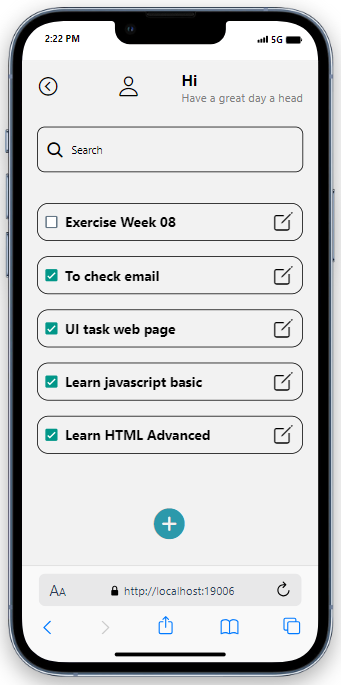 2:22 PM
5G
Hi
Have a great day a head
Search
Exercise Week 08
To check email
UI task web page
Learn javascript basic
Learn HTML Advanced
AA
http://localhost:19006